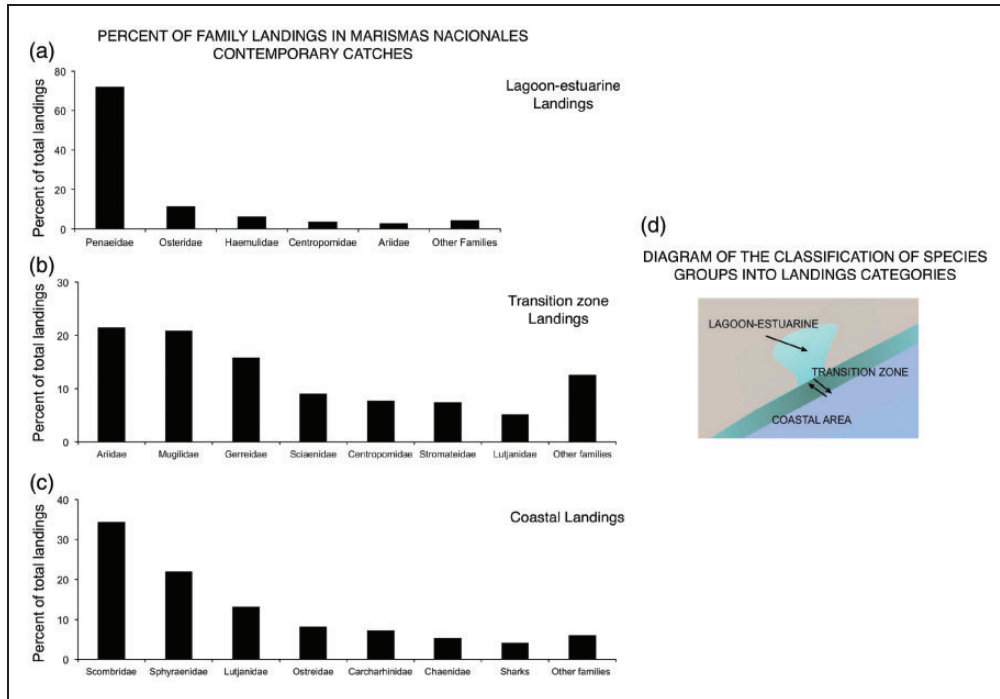 PERCENT OF FAMILY LANDINGS IN MARISMAS NACIONALES
CONTEMPORARY CATCHES
(a)
Lagoon-estuarine
Landings
Percent of total landings
80
60
40
20
0
Penaeidae Osteridae Haemulidae Centropornidae Ariidae Other Families
(b)
Transition zone
Landings
Percent of total landings
30
20
10
0
Ariidae Mugilidae Gerreidae Sciaenidae Centropornidae Stromateidae Lutjanidae Other families
(c)
Coastal Landings
Percent of total landings
40
30
20
10
0
Scombridae Sphyraenidae Lutjanidae Ostreidae Carcharhinidae Chaenidae Sharks Other families
(d)
DIAGRAM OF THE CLASSIFICATION OF SPECIES
GROUPS INTO LANDINGS CATEGORIES
LAGOON-ESTUARINE
TRANSITION ZONE
COASTAL AREA